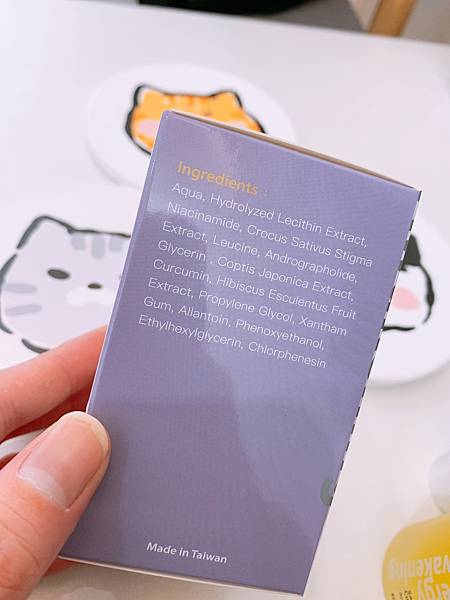 Ingredients :
Aqua, Hydrolyzed Lecithin Extract,
Niacinamide, Crocus Sativus Stigma
Extract, Leucine, Andrographolide,
Glycerin, Coptis Japonica Extract,
Curcumin, Hibiscus Esculentus Fruit
Extract, Propylene Glycol, Xantham
Gum, Allantoin, Phenoxyethanol,
Ethylhexylglycerin, Chlorphenesin
Made in Taiwan